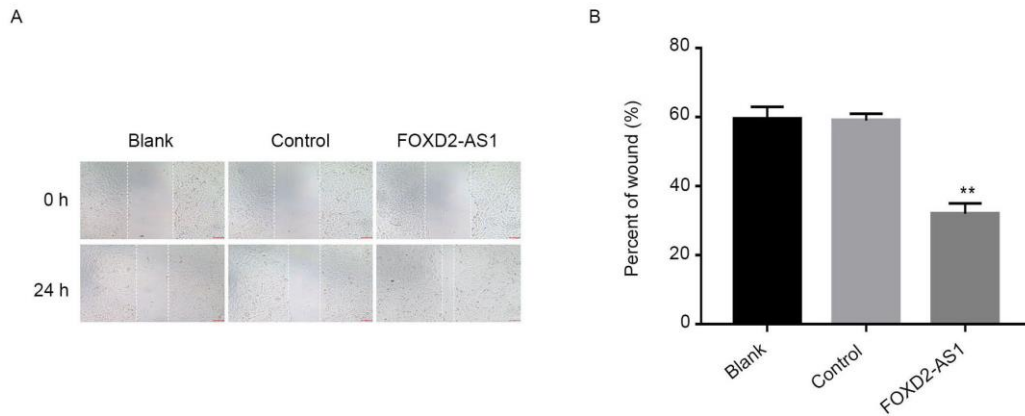 A
Blank Control FOXD2-AS1
0 h
24 h
B
Percent of wound (%)
80
60
40
20
0
**
Blank
Control
FOXD2-AS1